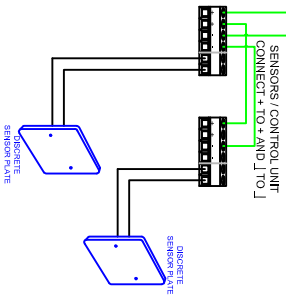 SENSORS / CONTROL UNIT
CONNECT + TO + AND ⏊ TO ⏊
DISCRETE
SENSOR PLATE
DISCRETE
SENSOR PLATE